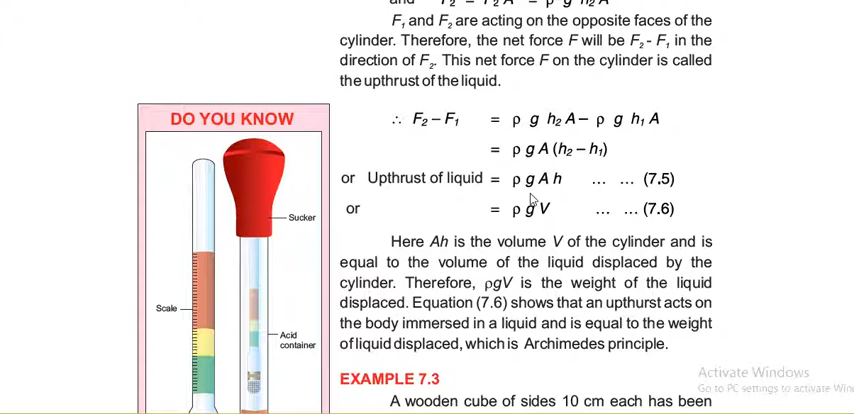 and F₂ = P₂ A = ρ g h₂ A
F₁ and F₂ are acting on the opposite faces of the
cylinder. Therefore, the net force F will be F₂ - F₁ in the
direction of F₂. This net force F on the cylinder is called
the upthrust of the liquid.
∴ F₂ – F₁ = ρ g h₂ A – ρ g h₁ A
= ρ g A (h₂ – h₁)
or Upthrust of liquid = ρ g A h ... ... (7.5)
or = ρ g V ... ... (7.6)
Here Ah is the volume V of the cylinder and is
equal to the volume of the liquid displaced by the
cylinder. Therefore, ρgV is the weight of the liquid
displaced. Equation (7.6) shows that an upthurst acts on
the body immersed in a liquid and is equal to the weight
of liquid displaced, which is Archimedes principle.
EXAMPLE 7.3
A wooden cube of sides 10 cm each has been
DO YOU KNOW
Sucker
Scale
Acid
container
Activate Windows
Go to PC settings to activate Win